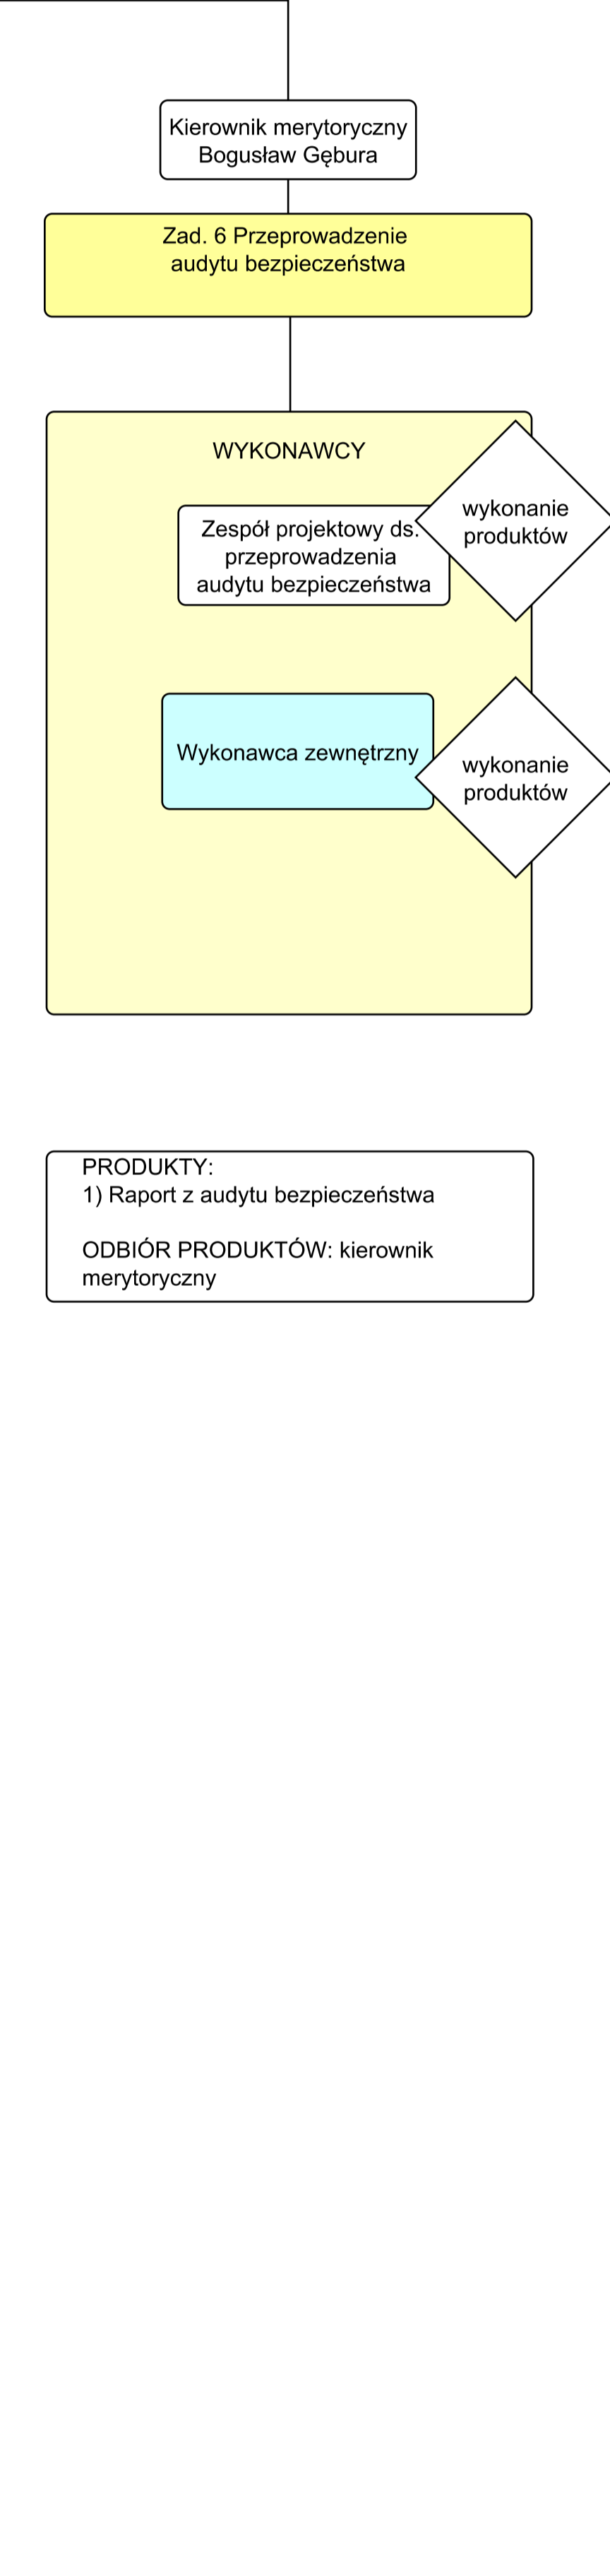 Kierownik merytoryczny
Bogusław Gębura
Zad. 6 Przeprowadzenie
audytu bezpieczeństwa
WYKONAWCY
Zespół projektowy ds.
przeprowadzenia
audytu bezpieczeństwa
wykonanie
produktów
Wykonawca zewnętrzny
wykonanie
produktów
PRODUKTY:
1) Raport z audytu bezpieczeństwa
ODBIÓR PRODUKTÓW: kierownik
merytoryczny